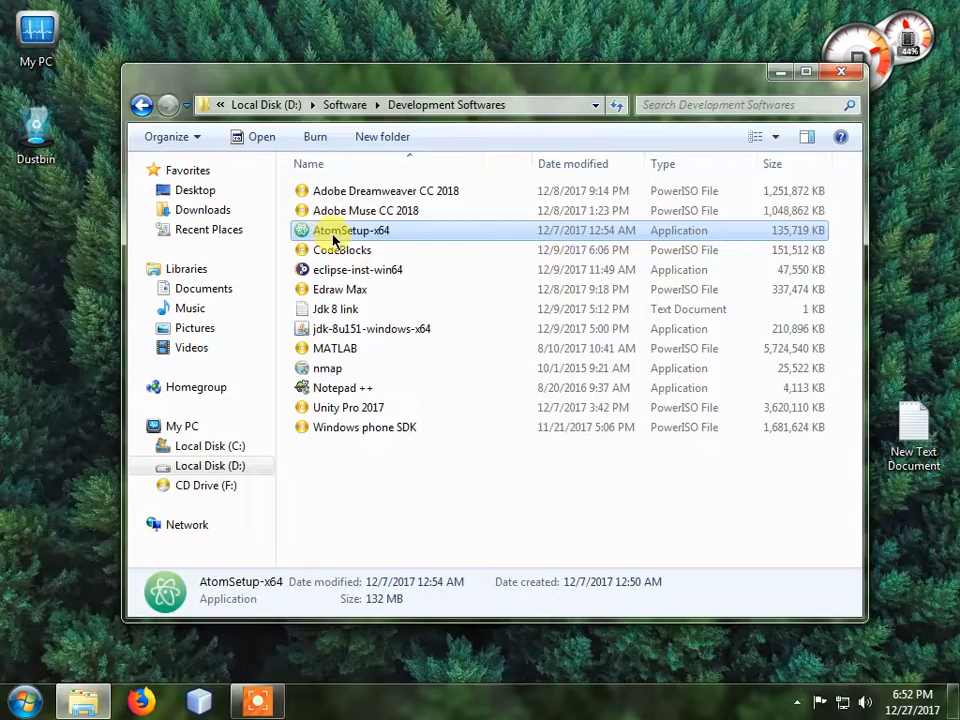 My PC
Dustbin
44%
« Local Disk (D:) Software Development Softwares
Search Development Softwares
Organize Open Burn New folder
Name Date modified Type Size
Favorites
Desktop
Downloads
Recent Places
Libraries
Documents
Music
Pictures
Videos
Homegroup
My PC
Local Disk (C:)
Local Disk (D:)
CD Drive (F:)
Network
Adobe Dreamweaver CC 2018 12/8/2017 9:14 PM PowerISO File 1,251,872 KB
Adobe Muse CC 2018 12/8/2017 1:23 PM PowerISO File 1,048,862 KB
AtomSetup-x64 12/7/2017 12:54 AM Application 135,719 KB
CodeBlocks 12/9/2017 6:06 PM PowerISO File 151,512 KB
eclipse-inst-win64 12/9/2017 11:49 AM Application 47,550 KB
Edraw Max 12/8/2017 9:18 PM PowerISO File 337,474 KB
Jdk 8 link 12/9/2017 5:12 PM Text Document 1 KB
jdk-8u151-windows-x64 12/9/2017 5:00 PM Application 210,896 KB
MATLAB 8/10/2017 10:41 AM PowerISO File 5,724,540 KB
nmap 10/1/2015 9:31 AM Application 25,522 KB
Notepad ++ 8/20/2016 9:37 AM Application 4,113 KB
Unity Pro 2017 12/7/2017 3:42 PM PowerISO File 3,620,110 KB
Windows phone SDK 11/21/2017 5:06 PM PowerISO File 1,681,624 KB
New Text
Document
AtomSetup-x64 Date modified: 12/7/2017 12:54 AM Date created: 12/7/2017 12:50 AM
Application Size: 132 MB
6:52 PM
12/27/2017